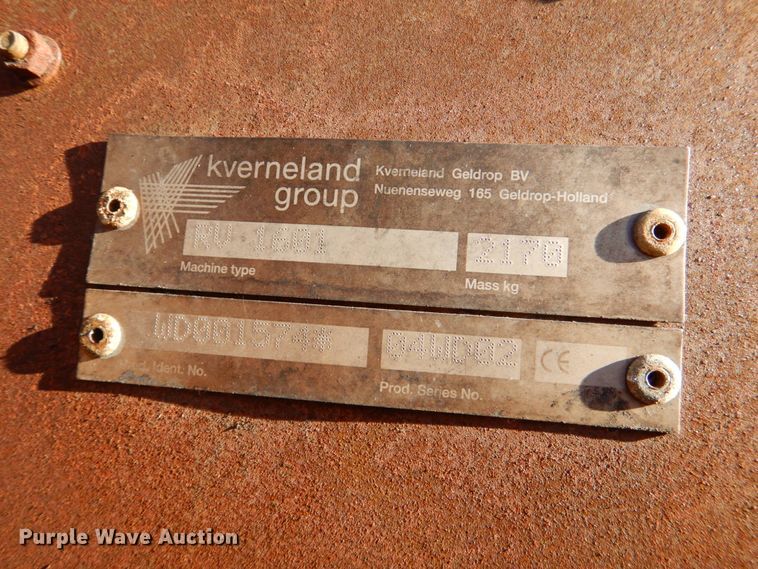 kverneland
group
Kverneland Geldrop BV
Nuenenseweg 165 Geldrop-Holland
RV 1601 2170
Machine type Mass kg
04WD02 CE
Ident. No. Prod. Series No.
Purple Wave Auction